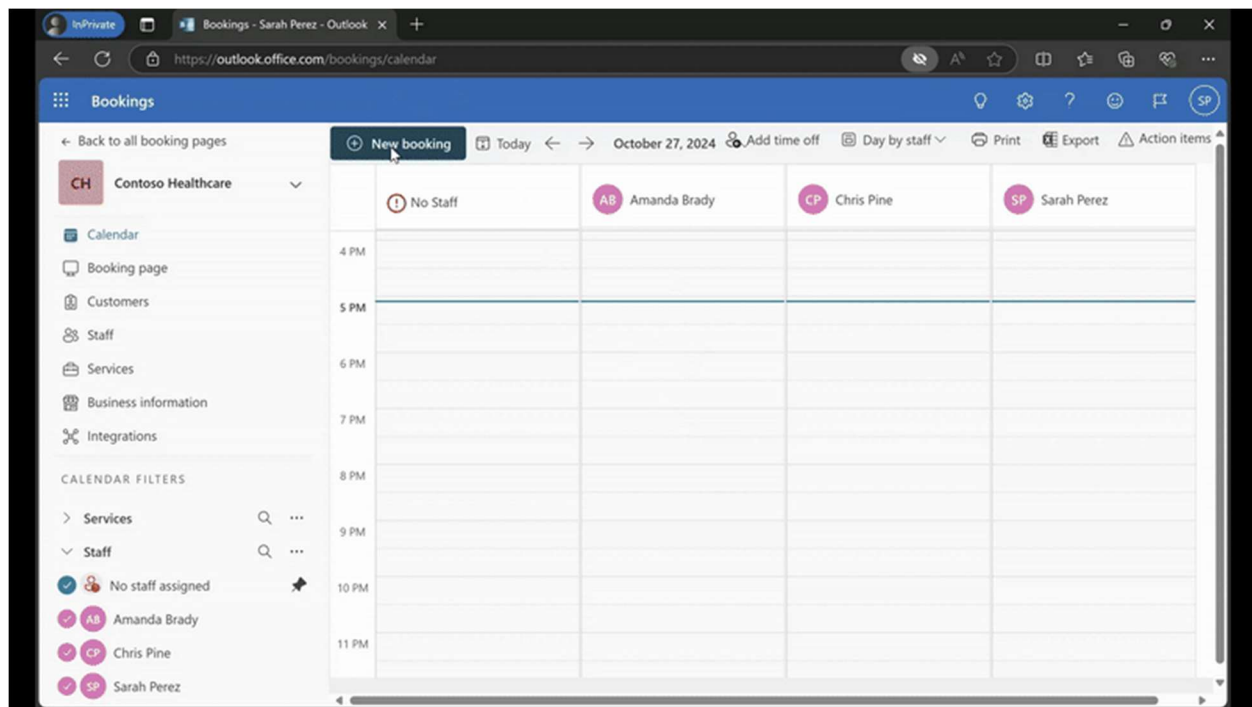 InPrivate
Bookings - Sarah Perez - Outlook
https://outlook.office.com/bookings/calendar
Bookings
SP
Back to all booking pages
New booking
Today
October 27, 2024
Add time off
Day by staff
Print
Export
Action items
CH
Contoso Healthcare
No Staff
AB Amanda Brady
CP Chris Pine
SP Sarah Perez
Calendar
Booking page
Customers
Staff
Services
Business information
Integrations
CALENDAR FILTERS
Services
Staff
No staff assigned
AB Amanda Brady
CP Chris Pine
SP Sarah Perez
4 PM
5 PM
6 PM
7 PM
8 PM
9 PM
10 PM
11 PM